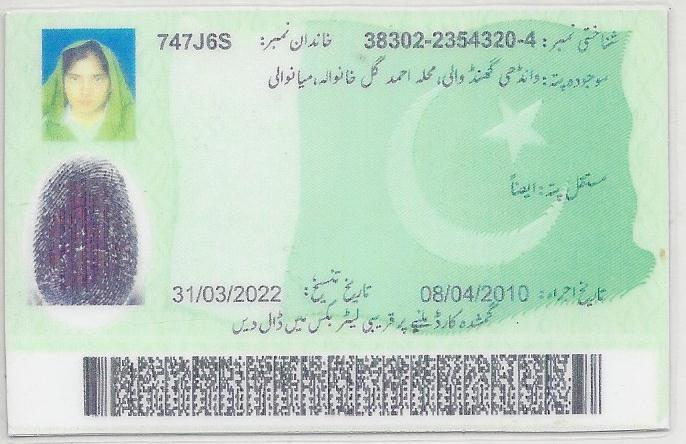 شناختی نمبر: 38302-2354320-4 خاندان نمبر: 747J6S
موجودہ پتہ: وانڈھی گھنڈ والی، محلہ احمد گل خانوالہ، میانوالی
مستقل پتہ: ایضاً
تاریخ اجراء: 08/04/2010 تاریخ تنسیخ: 31/03/2022
گمشدہ کارڈ ملنے پر قریبی لیٹر بکس میں ڈال دیں